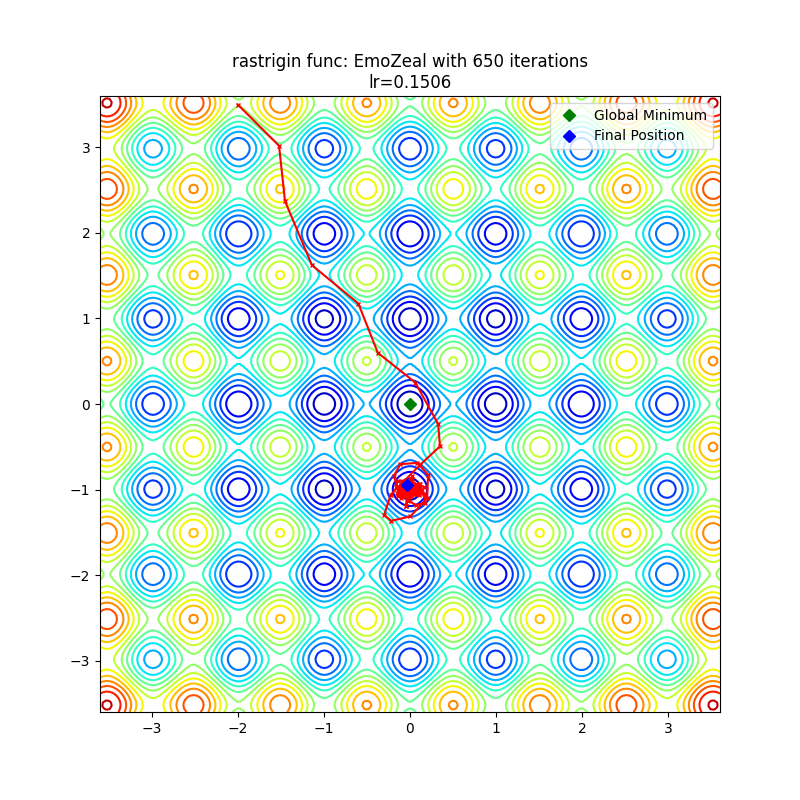 rastrigin func: EmoZeal with 650 iterations
lr=0.1506
Global Minimum
Final Position
3
2
1
0
−1
−2
−3
−3 −2 −1 0 1 2 3